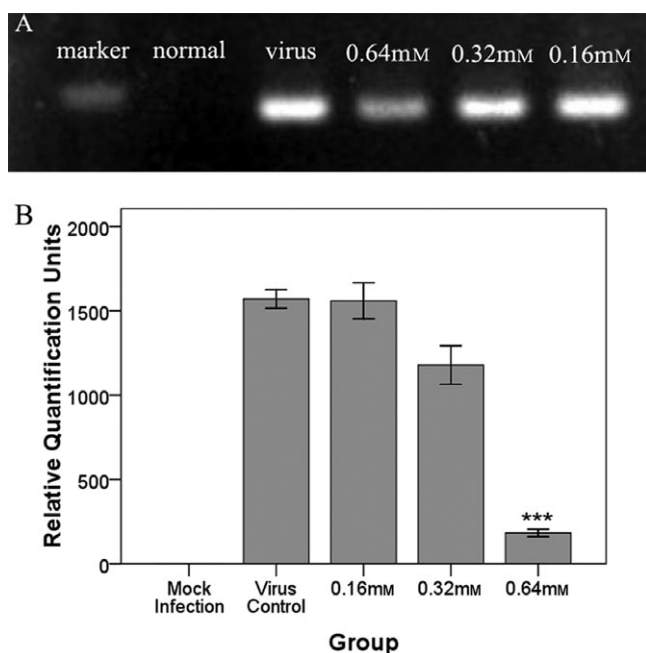 A
marker normal virus 0.64mM 0.32mM 0.16mM
B
Relative Quantification Units
2000
1500
1000
500
0
***
Mock Infection
Virus Control
0.16mM
0.32mM
0.64mM
Group